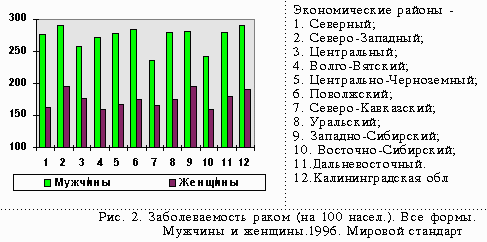 300
250
200
150
100
1 2 3 4 5 6 7 8 9 10 11 12
Мужчины Женщины
Экономические районы -
1. Северный;
2. Северо-Западный;
3. Центральный;
4. Волго-Вятский;
5. Центрально-Черноземный;
6. Поволжский;
7. Северо-Кавказский;
8. Уральский;
9. Западно-Сибирский;
10. Восточно-Сибирский;
11.Дальневосточный.
12.Калининградская обл
Рис. 2. Заболеваемость раком (на 100 насел.). Все формы.
Мужчины и женщины.1996. Мировой стандарт